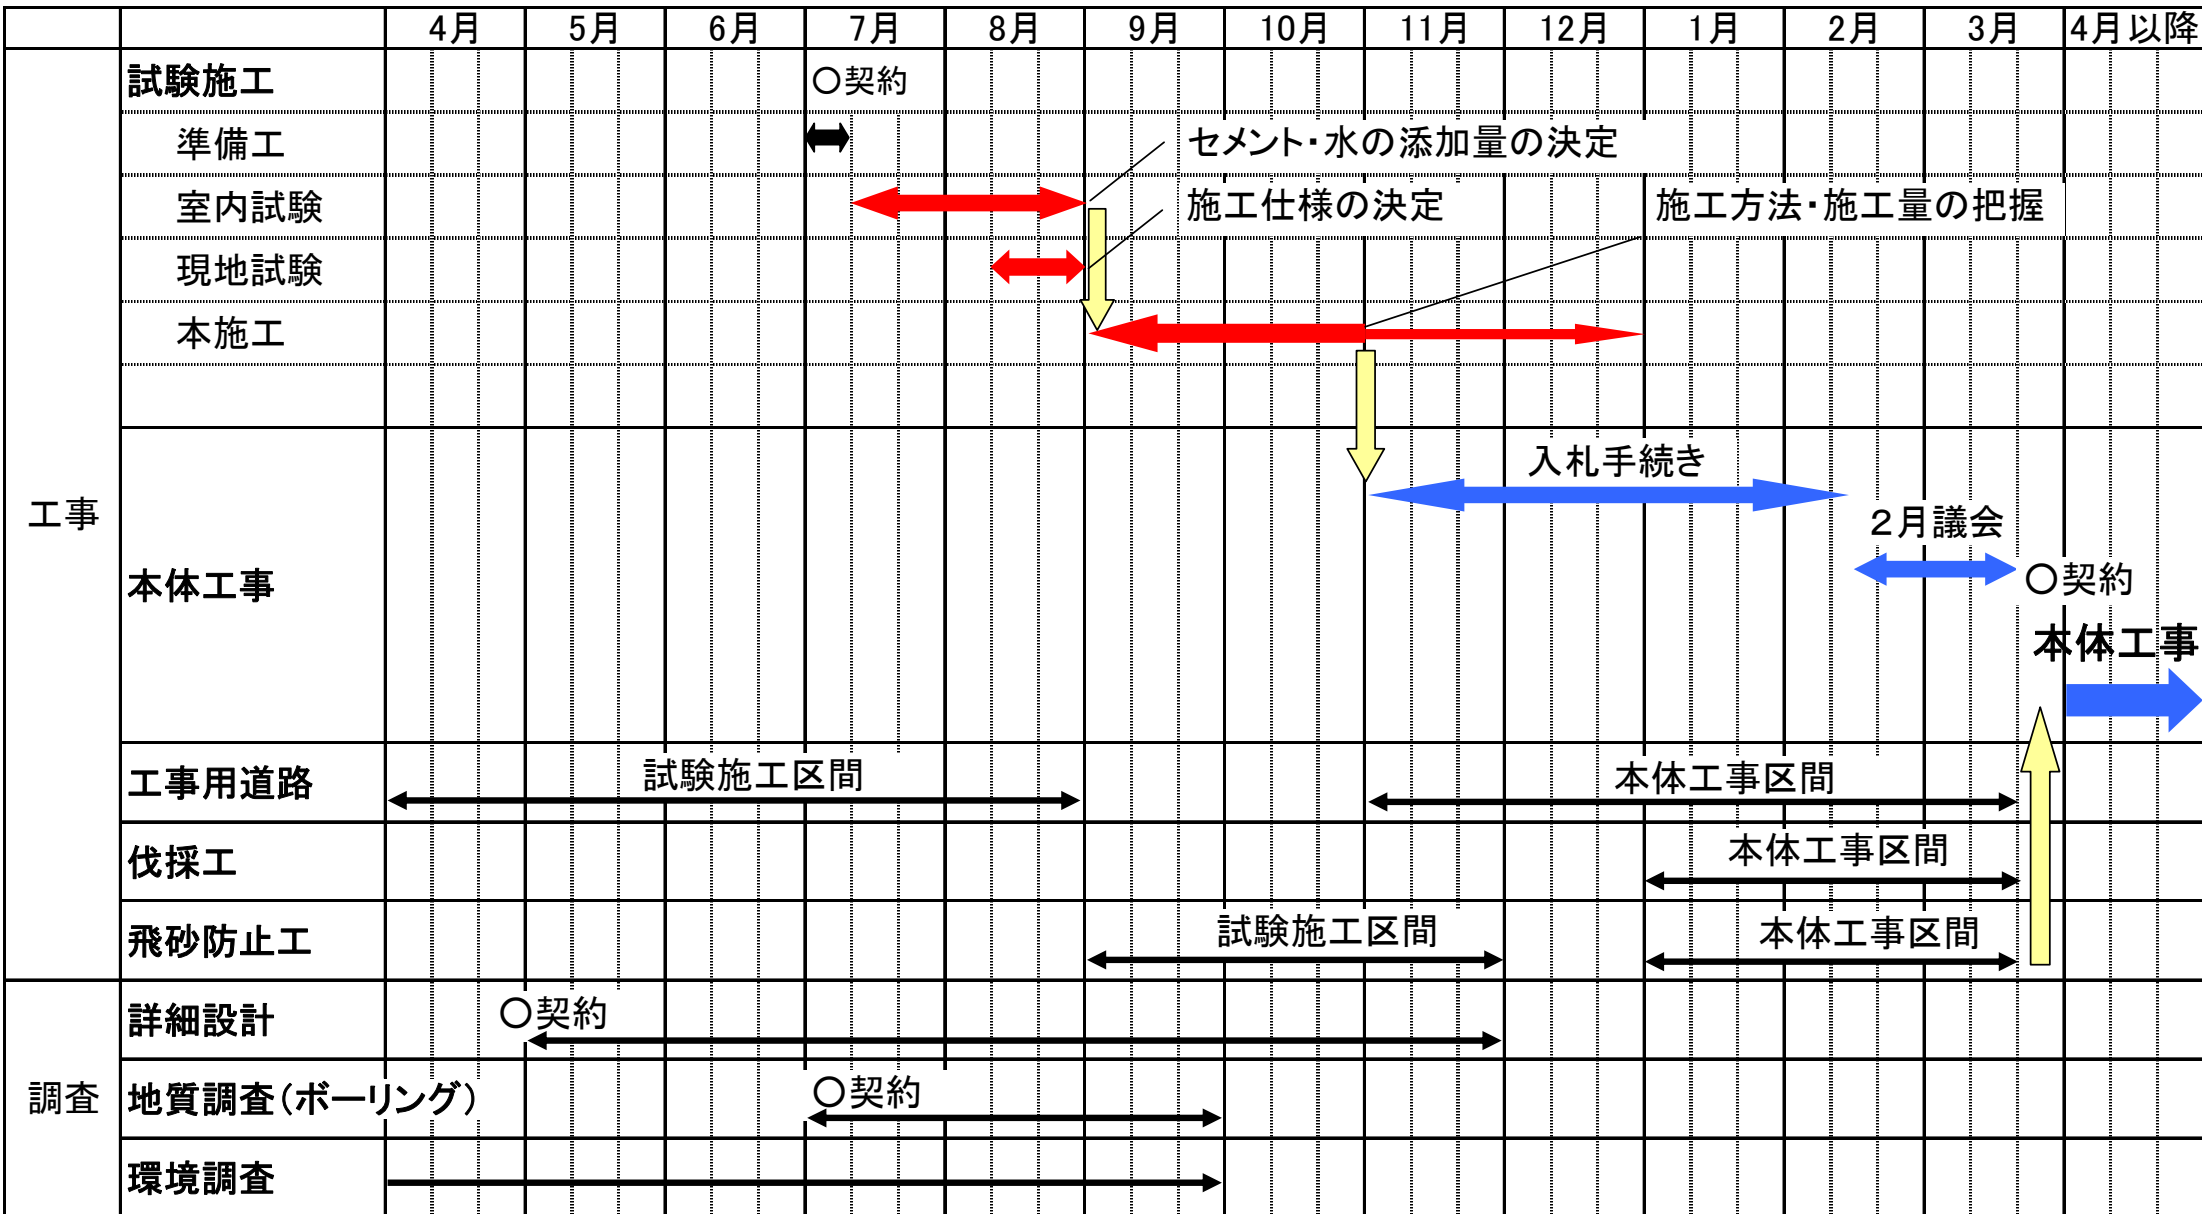 4月 5月 6月 7月 8月 9月 10月 11月 12月 1月 2月 3月 4月以降
工事
試験施工
〇契約
準備工
セメント・水の添加量の決定
室内試験
施工仕様の決定
施工方法・施工量の把握
現地試験
本施工
本体工事
入札手続き
2月議会
〇契約
本体工事
工事用道路
試験施工区間
本体工事区間
伐採工
本体工事区間
飛砂防止工
試験施工区間
本体工事区間
調査
詳細設計
〇契約
地質調査(ボーリング)
〇契約
環境調査